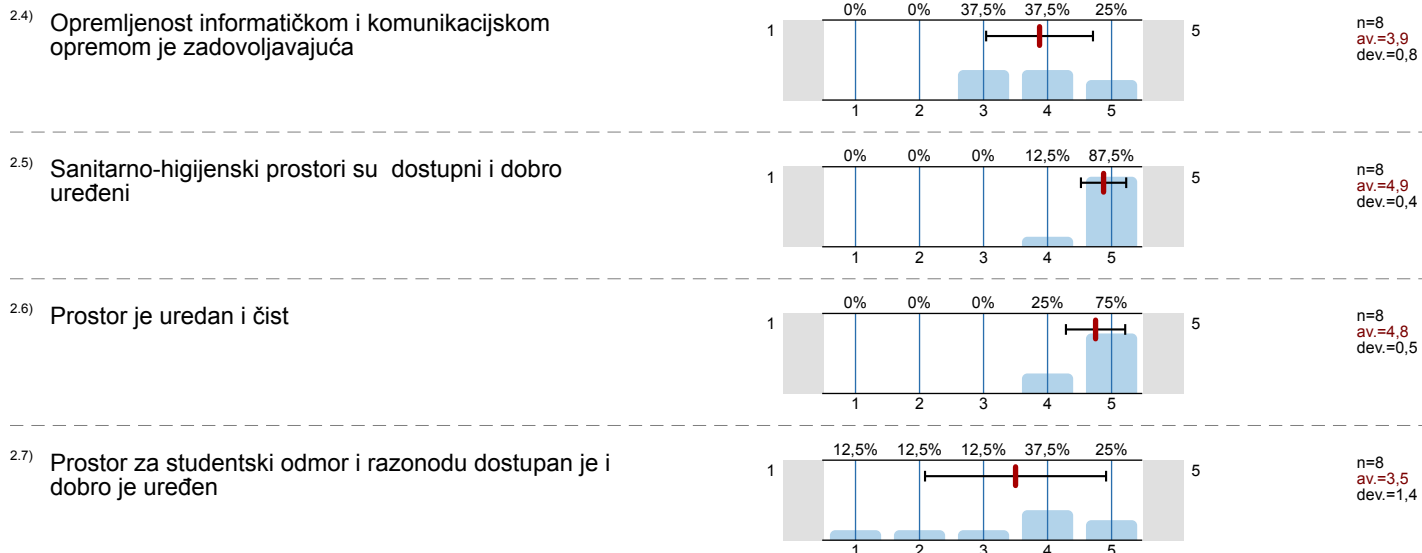 2.4) Opremljenost informatičkom i komunikacijskom
opremom je zadovoljavajuća
0% 0% 37,5% 37,5% 25%
1 5
1 2 3 4 5
n=8
av.=3,9
dev.=0,8
2.5) Sanitarno-higijenski prostori su  dostupni i dobro
uređeni
0% 0% 0% 12,5% 87,5%
1 5
1 2 3 4 5
n=8
av.=4,9
dev.=0,4
2.6) Prostor je uredan i čist
0% 0% 0% 25% 75%
1 5
1 2 3 4 5
n=8
av.=4,8
dev.=0,5
2.7) Prostor za studentski odmor i razonodu dostupan je i
dobro je uređen
12,5% 12,5% 12,5% 37,5% 25%
1 5
1 2 3 4 5
n=8
av.=3,5
dev.=1,4